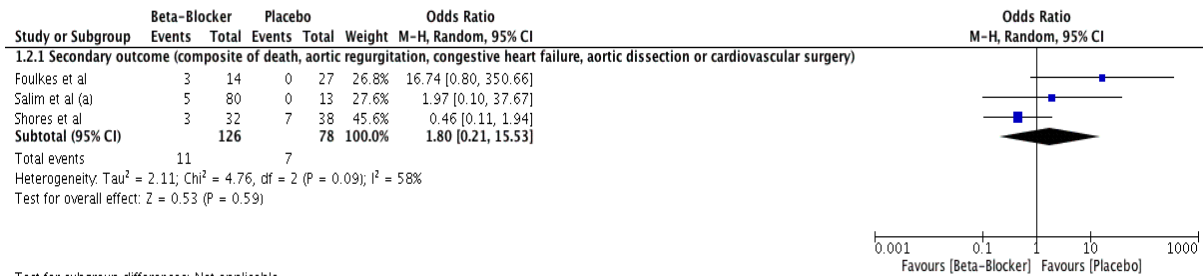 Beta-Blocker Placebo Odds Ratio Odds Ratio
Study or Subgroup Events Total Events Total Weight M-H, Random, 95% CI M-H, Random, 95% CI
1.2.1 Secondary outcome (composite of death, aortic regurgitation, congestive heart failure, aortic dissection or cardiovascular surgery)
Foulkes et al 3 14 0 27 26.8% 16.74 [0.80, 350.66]
Salim et al (a) 5 80 0 13 27.6% 1.97 [0.10, 37.67]
Shores et al 3 32 7 38 45.6% 0.46 [0.11, 1.94]
Subtotal (95% CI) 126 78 100.0% 1.80 [0.21, 15.53]
Total events 11 7
Heterogeneity: Tau² = 2.11; Chi² = 4.76, df = 2 (P = 0.09); I² = 58%
Test for overall effect: Z = 0.53 (P = 0.59)
0.001 0.1 1 10 1000
Favours [Beta-Blocker] Favours [Placebo]
Test for subgroup differences: Not applicable